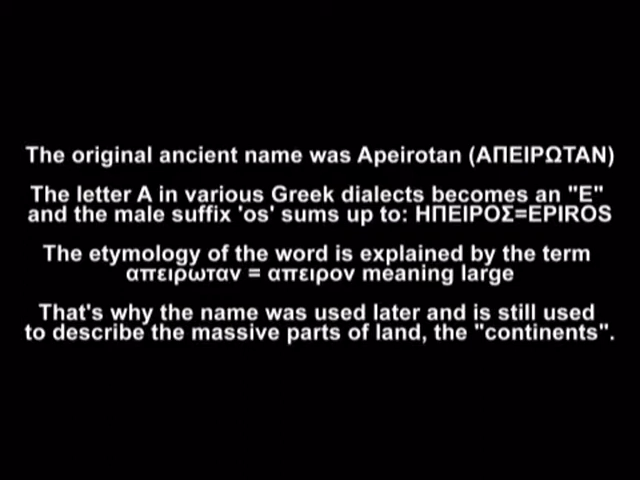 The original ancient name was Apeirotan (ΑΠΕΙΡΩΤΑΝ)
The letter A in various Greek dialects becomes an "E"
and the male suffix 'os' sums up to: ΗΠΕΙΡΟΣ=EPIROS
The etymology of the word is explained by the term
απειρωταν = απειρον meaning large
That's why the name was used later and is still used
to describe the massive parts of land, the "continents".